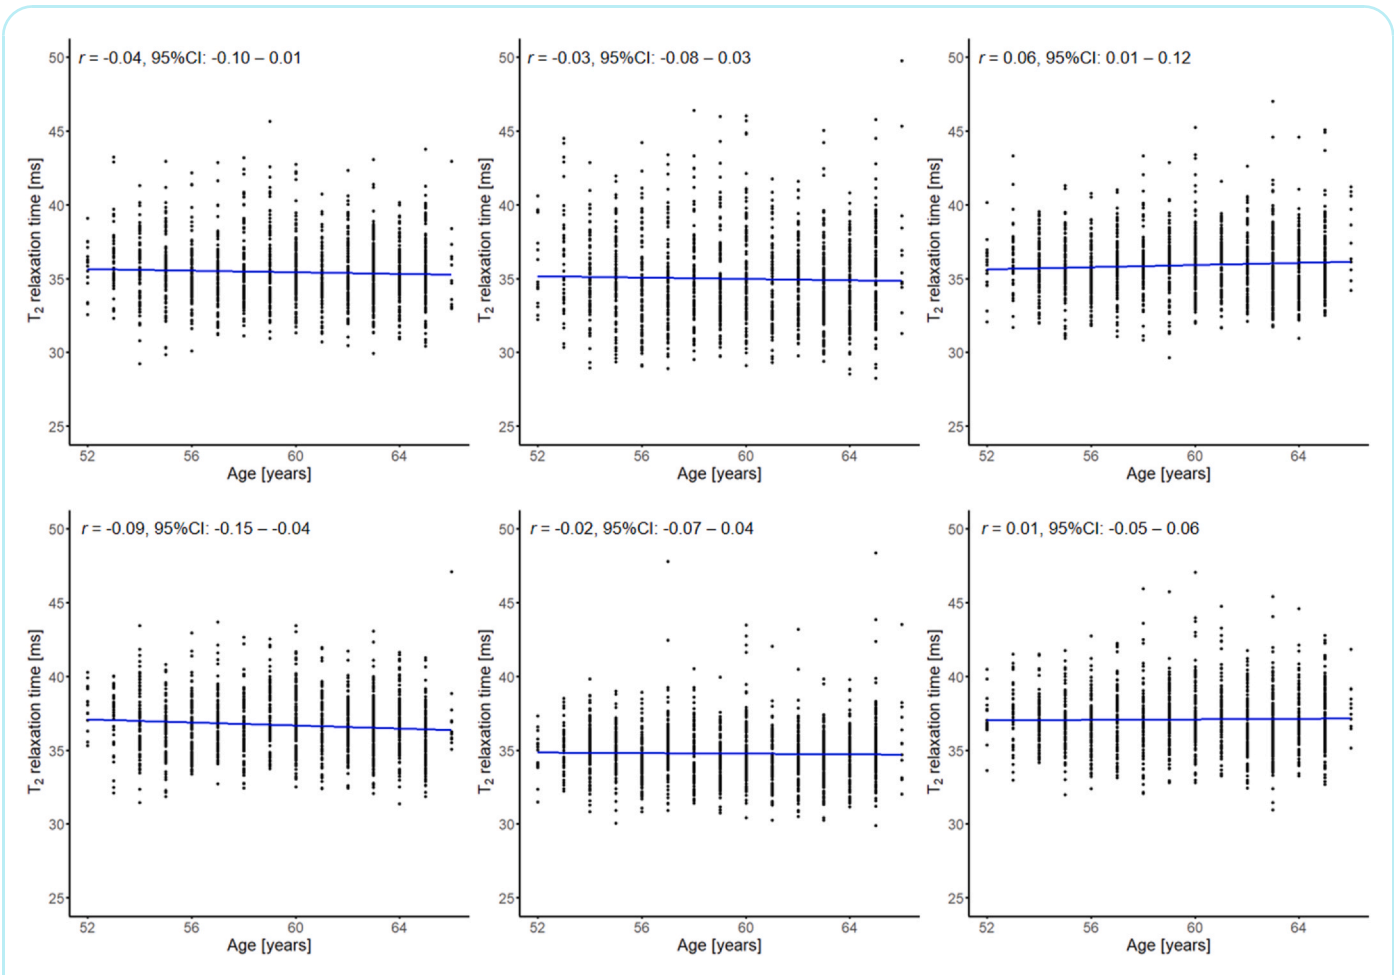 r = -0.04, 95%CI: -0.10 – 0.01
50
45
40
35
30
25
T2 relaxation time [ms]
52 56 60 64
Age [years]
r = -0.03, 95%CI: -0.08 – 0.03
50
45
40
35
30
25
T2 relaxation time [ms]
52 56 60 64
Age [years]
r = 0.06, 95%CI: 0.01 – 0.12
50
45
40
35
30
25
T2 relaxation time [ms]
52 56 60 64
Age [years]
r = -0.09, 95%CI: -0.15 – -0.04
50
45
40
35
30
25
T2 relaxation time [ms]
52 56 60 64
Age [years]
r = -0.02, 95%CI: -0.07 – 0.04
50
45
40
35
30
25
T2 relaxation time [ms]
52 56 60 64
Age [years]
r = 0.01, 95%CI: -0.05 – 0.06
50
45
40
35
30
25
T2 relaxation time [ms]
52 56 60 64
Age [years]